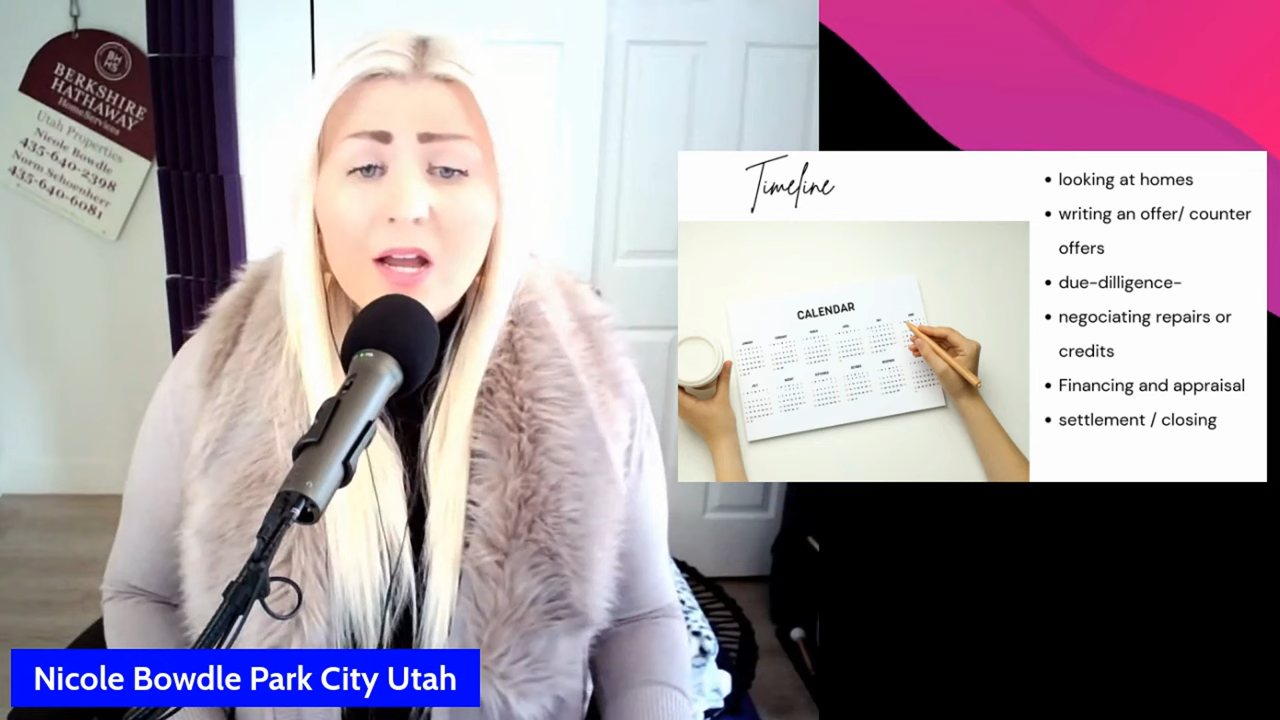 BH
HS
BERKSHIRE
HATHAWAY
HomeServices
Utah Properties
Nicole Bowdle
435-640-2398
Norm Schoenherr
435-640-6081
Timeline
CALENDAR
• looking at homes
• writing an offer/ counter
offers
• due-dilligence-
• negociating repairs or
credits
• Financing and appraisal
• settlement / closing
Nicole Bowdle Park City Utah